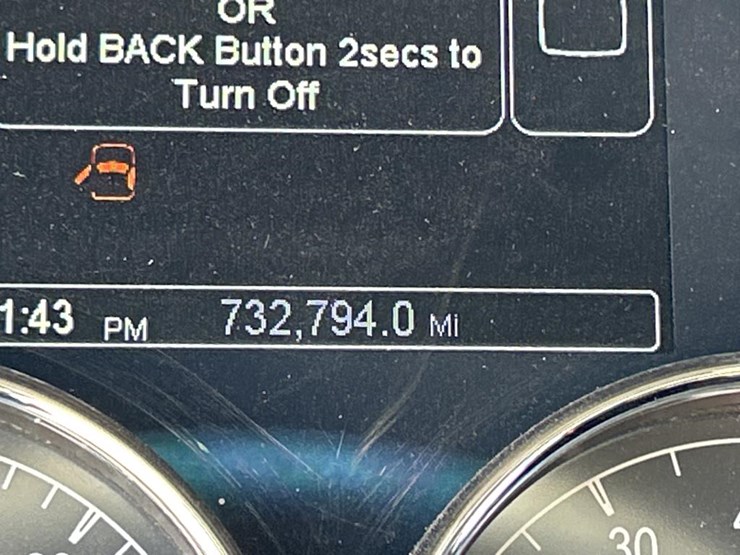 OR
Hold BACK Button 2secs to
Turn Off
1:43 PM 732,794.0 Mi
30